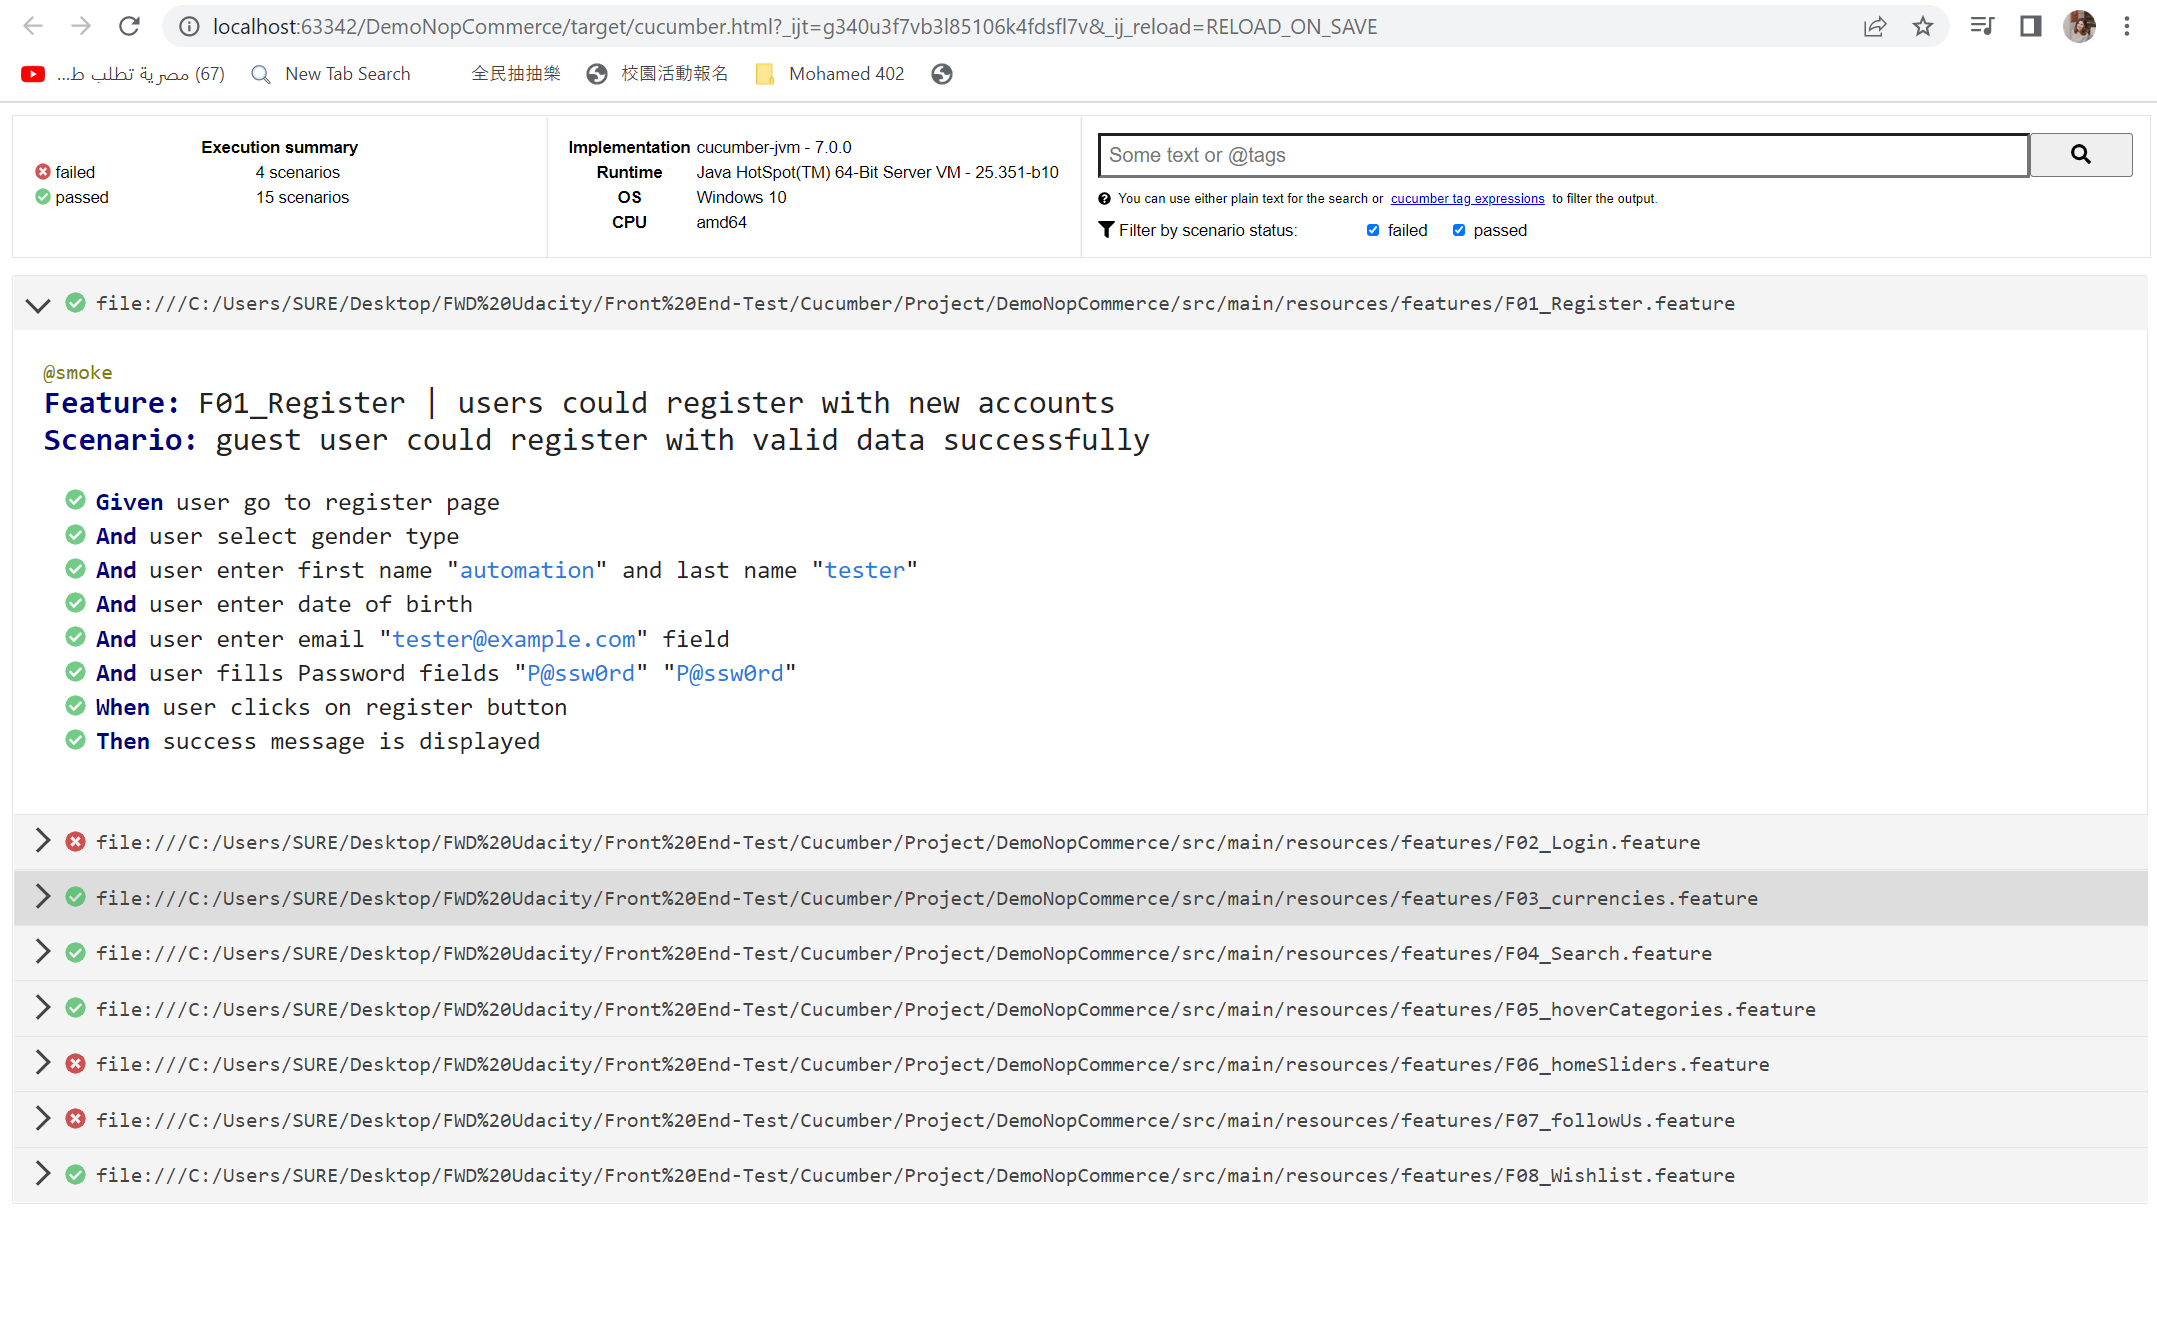 localhost:63342/DemoNopCommerce/target/cucumber.html?_ijt=g340u3f7vb3l85106k4fdsfl7v&_ij_reload=RELOAD_ON_SAVE
(67) مصرية تطلب ط... New Tab Search 全民抽抽樂 校園活動報名 Mohamed 402
Execution summary
failed 4 scenarios
passed 15 scenarios
Implementation cucumber-jvm - 7.0.0
Runtime Java HotSpot(TM) 64-Bit Server VM - 25.351-b10
OS Windows 10
CPU amd64
Some text or @tags
You can use either plain text for the search or cucumber tag expressions to filter the output.
Filter by scenario status: failed passed
file:///C:/Users/SURE/Desktop/FWD%20Udacity/Front%20End-Test/Cucumber/Project/DemoNopCommerce/src/main/resources/features/F01_Register.feature
@smoke
Feature: F01_Register | users could register with new accounts
Scenario: guest user could register with valid data successfully
Given user go to register page
And user select gender type
And user enter first name "automation" and last name "tester"
And user enter date of birth
And user enter email "tester@example.com" field
And user fills Password fields "P@ssw0rd" "P@ssw0rd"
When user clicks on register button
Then success message is displayed
file:///C:/Users/SURE/Desktop/FWD%20Udacity/Front%20End-Test/Cucumber/Project/DemoNopCommerce/src/main/resources/features/F02_Login.feature
file:///C:/Users/SURE/Desktop/FWD%20Udacity/Front%20End-Test/Cucumber/Project/DemoNopCommerce/src/main/resources/features/F03_currencies.feature
file:///C:/Users/SURE/Desktop/FWD%20Udacity/Front%20End-Test/Cucumber/Project/DemoNopCommerce/src/main/resources/features/F04_Search.feature
file:///C:/Users/SURE/Desktop/FWD%20Udacity/Front%20End-Test/Cucumber/Project/DemoNopCommerce/src/main/resources/features/F05_hoverCategories.feature
file:///C:/Users/SURE/Desktop/FWD%20Udacity/Front%20End-Test/Cucumber/Project/DemoNopCommerce/src/main/resources/features/F06_homeSliders.feature
file:///C:/Users/SURE/Desktop/FWD%20Udacity/Front%20End-Test/Cucumber/Project/DemoNopCommerce/src/main/resources/features/F07_followUs.feature
file:///C:/Users/SURE/Desktop/FWD%20Udacity/Front%20End-Test/Cucumber/Project/DemoNopCommerce/src/main/resources/features/F08_Wishlist.feature